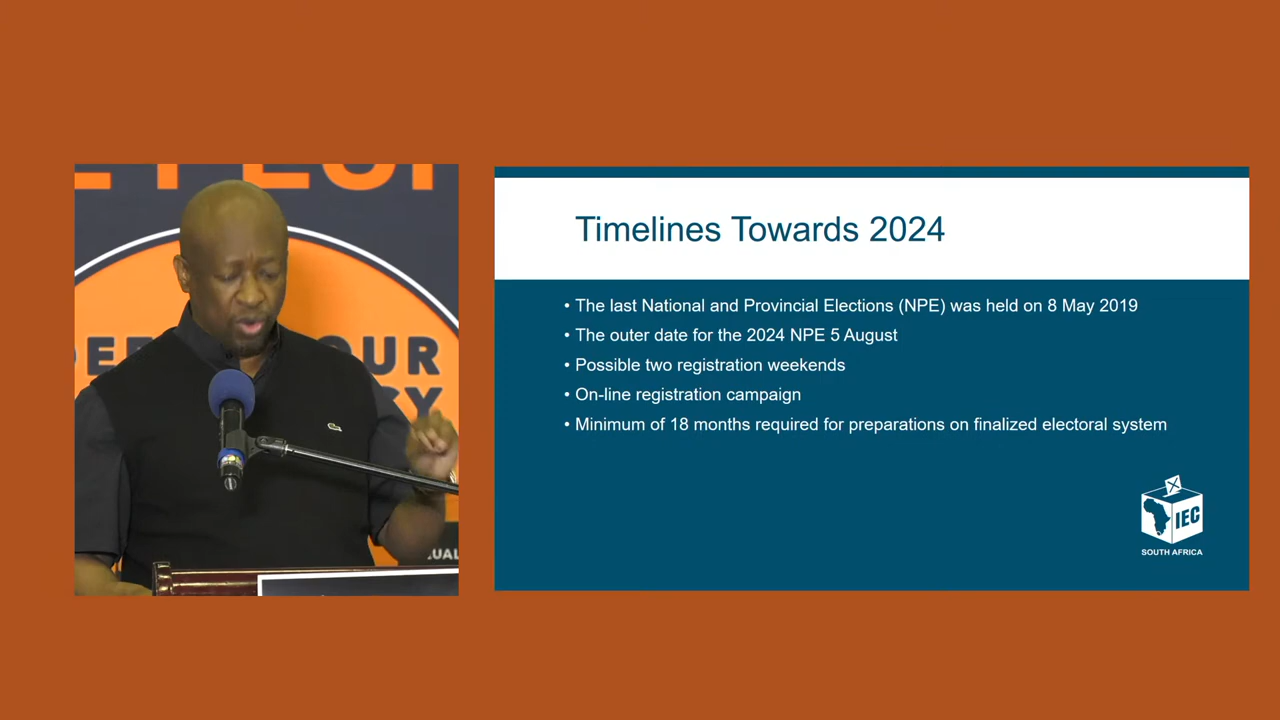 OUR
Timelines Towards 2024
• The last National and Provincial Elections (NPE) was held on 8 May 2019
• The outer date for the 2024 NPE 5 August
• Possible two registration weekends
• On-line registration campaign
• Minimum of 18 months required for preparations on finalized electoral system
IEC
SOUTH AFRICA